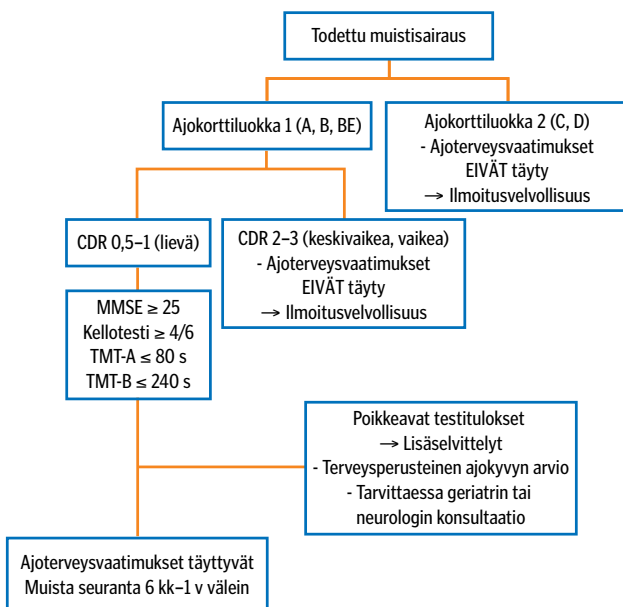 Todettu muistisairaus
Ajokorttiluokka 1 (A, B, BE)
Ajokorttiluokka 2 (C, D)
- Ajoterveysvaatimukset
EIVÄT täyty
→ Ilmoitusvelvollisuus
CDR 0,5–1 (lievä)
CDR 2–3 (keskivaikea, vaikea)
- Ajoterveysvaatimukset
EIVÄT täyty
→ Ilmoitusvelvollisuus
MMSE ≥ 25
Kellotesti ≥ 4/6
TMT-A ≤ 80 s
TMT-B ≤ 240 s
Poikkeavat testitulokset
→ Lisäselvittelyt
- Terveysperusteinen ajokyvyn arvio
- Tarvittaessa geriatrin tai
neurologin konsultaatio
Ajoterveysvaatimukset täyttyvät
Muista seuranta 6 kk–1 v välein